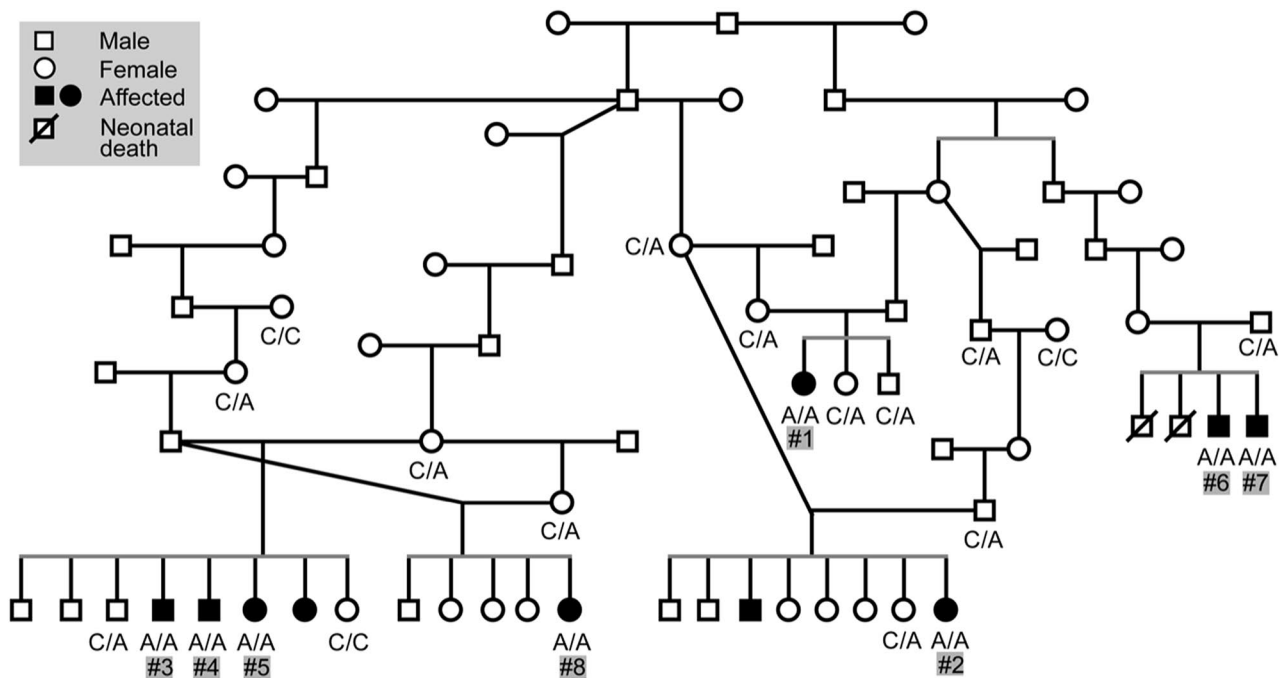 Male
Female
Affected
Neonatal
death
C/A
C/C
C/A
C/A
C/C
C/A
C/A
A/A C/A C/A
#1
A/A A/A
#6 #7
C/A
C/A
C/A
C/A A/A A/A A/A C/C
#3 #4 #5
A/A
#8
C/A A/A
#2